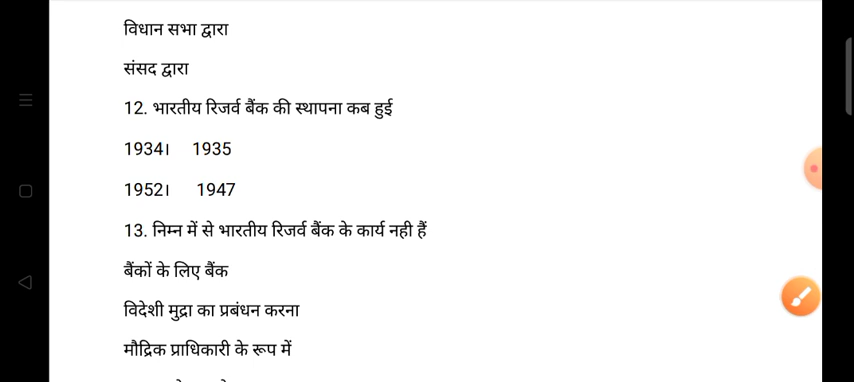 विधान सभा द्वारा
संसद द्वारा
12. भारतीय रिजर्व बैंक की स्थापना कब हुई
1934। 1935
1952। 1947
13. निम्न में से भारतीय रिजर्व बैंक के कार्य नही हैं
बैंकों के लिए बैंक
विदेशी मुद्रा का प्रबंधन करना
मौद्रिक प्राधिकारी के रूप में